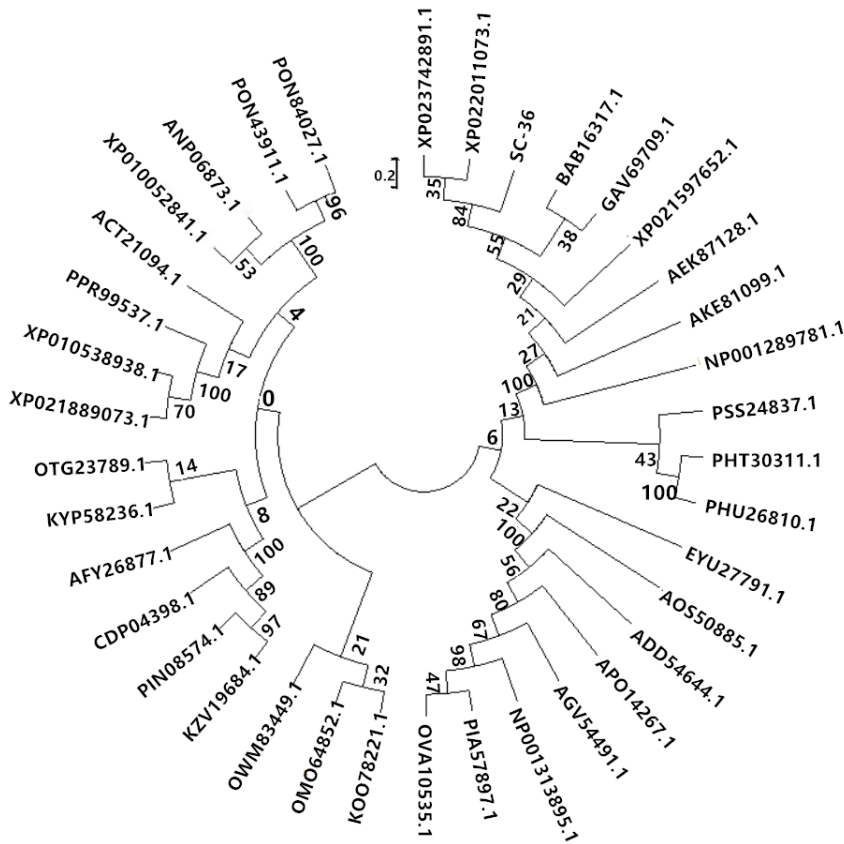 XP023742891.1
XP022011073.1
SC-36
BAB16317.1
GAV69709.1
XP021597652.1
AEK87128.1
AKE81099.1
NP001289781.1
PSS24837.1
PHT30311.1
PHU26810.1
EYU27791.1
AOS50885.1
ADD54644.1
APO14267.1
AGV54491.1
NP001313895.1
PIA57897.1
OVA10535.1
KOO78221.1
OMO64852.1
OWM83449.1
KZV19684.1
PIN08574.1
CDP04398.1
AFY26877.1
KYP58236.1
OTG23789.1
XP021889073.1
XP010538938.1
PPR99537.1
ACT21094.1
XP010052841.1
ANP06873.1
PON43911.1
PON84027.1
0.2
35
84
55
38
29
21
27
100
13
6
43
100
22
100
56
80
67
98
47
32
21
97
89
100
8
14
0
70
100
17
4
53
100
96